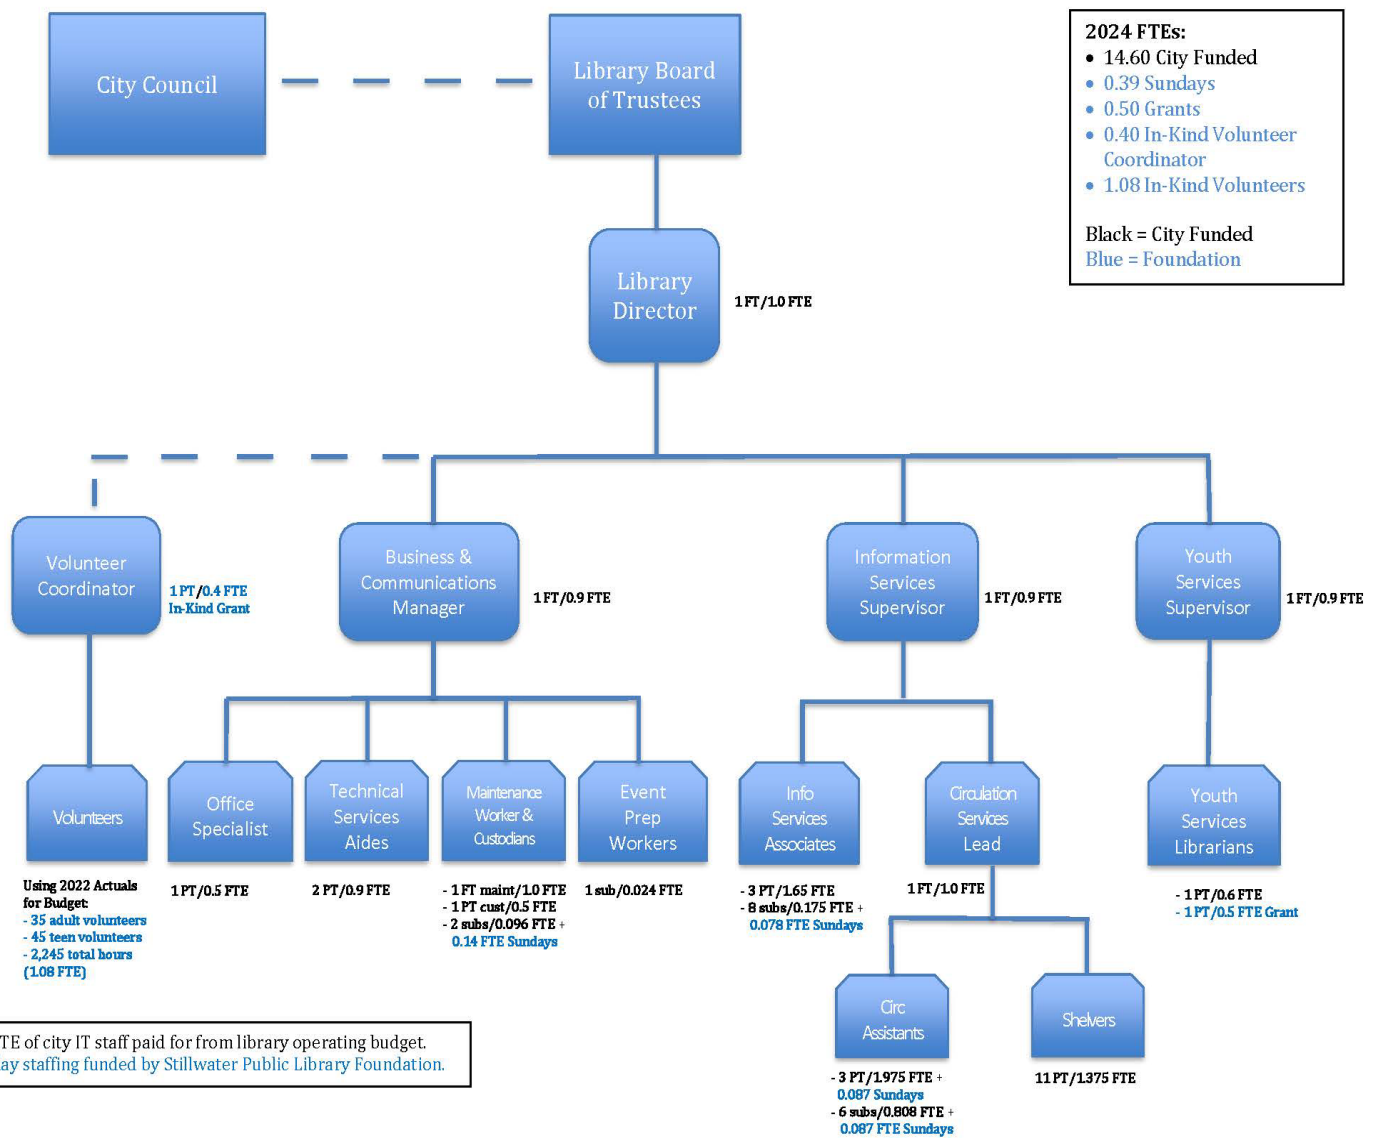 City Council
Library Board
of Trustees
2024 FTEs:
• 14.60 City Funded
• 0.39 Sundays
• 0.50 Grants
• 0.40 In-Kind Volunteer
Coordinator
• 1.08 In-Kind Volunteers
Black = City Funded
Blue = Foundation
Library
Director
1 FT/1.0 FTE
Volunteer
Coordinator
1 PT/0.4 FTE
In-Kind Grant
Business &
Communications
Manager
1 FT/0.9 FTE
Information
Services
Supervisor
1 FT/0.9 FTE
Youth
Services
Supervisor
1 FT/0.9 FTE
Volunteers
Office
Specialist
Technical
Services
Aides
Maintenance
Worker &
Custodians
Event
Prep
Workers
Info
Services
Associates
Circulation
Services
Lead
Youth
Services
Librarians
Using 2022 Actuals
for Budget:
- 35 adult volunteers
- 45 teen volunteers
- 2,245 total hours
(1.08 FTE)
1 PT/0.5 FTE
2 PT/0.9 FTE
- 1 FT maint/1.0 FTE
- 1 PT cust/0.5 FTE
- 2 subs/0.096 FTE +
0.14 FTE Sundays
1 sub/0.024 FTE
- 3 PT/1.65 FTE
- 8 subs/0.175 FTE +
0.078 FTE Sundays
1 FT/1.0 FTE
- 1 PT/0.6 FTE
- 1 PT/0.5 FTE Grant
Circ
Assistants
Shelvers
- 3 PT/1.975 FTE +
0.087 Sundays
- 6 subs/0.808 FTE +
0.087 FTE Sundays
11 PT/1.375 FTE
of city IT staff paid for from library operating budget.
staffing funded by Stillwater Public Library Foundation.